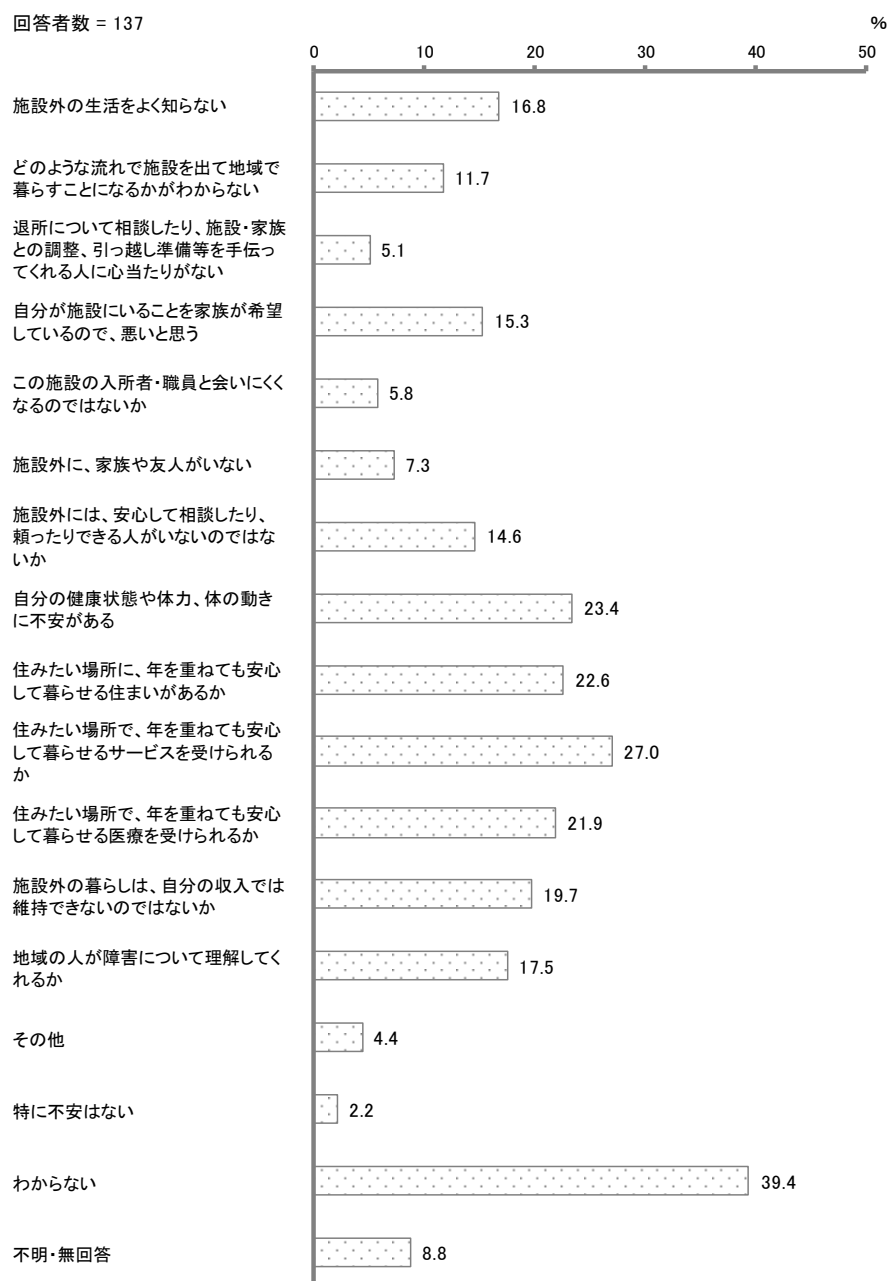 回答者数 = 137
%
0 10 20 30 40 50
施設外の生活をよく知らない
16.8
どのような流れで施設を出て地域で
暮らすことになるかがわからない
11.7
退所について相談したり、施設・家族
との調整、引っ越し準備等を手伝っ
てくれる人に心当たりがない
5.1
自分が施設にいることを家族が希望
しているので、悪いと思う
15.3
この施設の入所者・職員と会いにくく
なるのではないか
5.8
施設外に、家族や友人がいない
7.3
施設外には、安心して相談したり、
頼ったりできる人がいないのではな
いか
14.6
自分の健康状態や体力、体の動き
に不安がある
23.4
住みたい場所に、年を重ねても安心
して暮らせる住まいがあるか
22.6
住みたい場所で、年を重ねても安心
して暮らせるサービスを受けられる
か
27.0
住みたい場所で、年を重ねても安心
して暮らせる医療を受けられるか
21.9
施設外の暮らしは、自分の収入では
維持できないのではないか
19.7
地域の人が障害について理解してく
れるか
17.5
その他
4.4
特に不安はない
2.2
わからない
39.4
不明・無回答
8.8